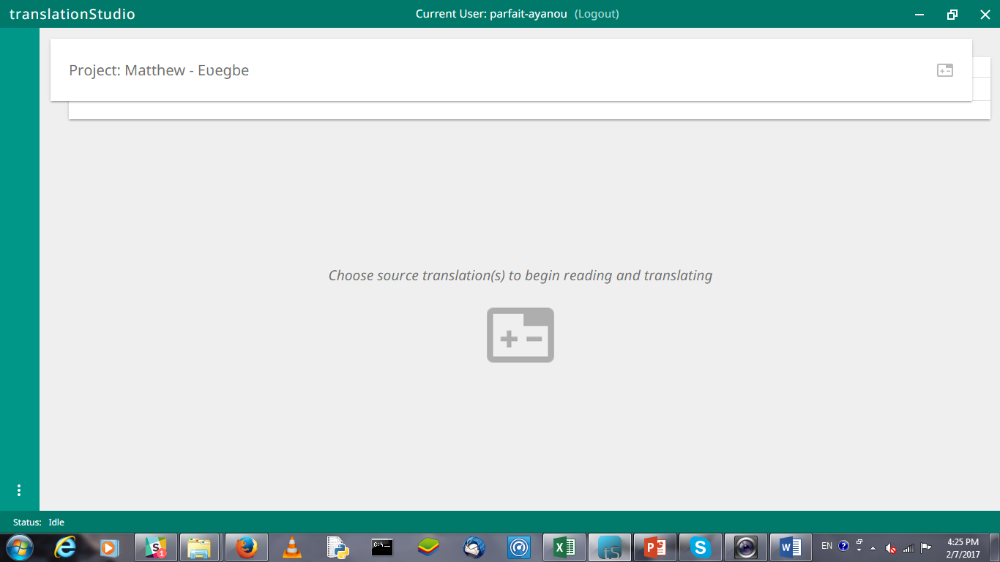 translationStudio
Current User: parfait-ayanou (Logout)
Project: Matthew - Eʋegbe
Choose source translation(s) to begin reading and translating
Status: Idle
EN
4:25 PM
2/7/2017